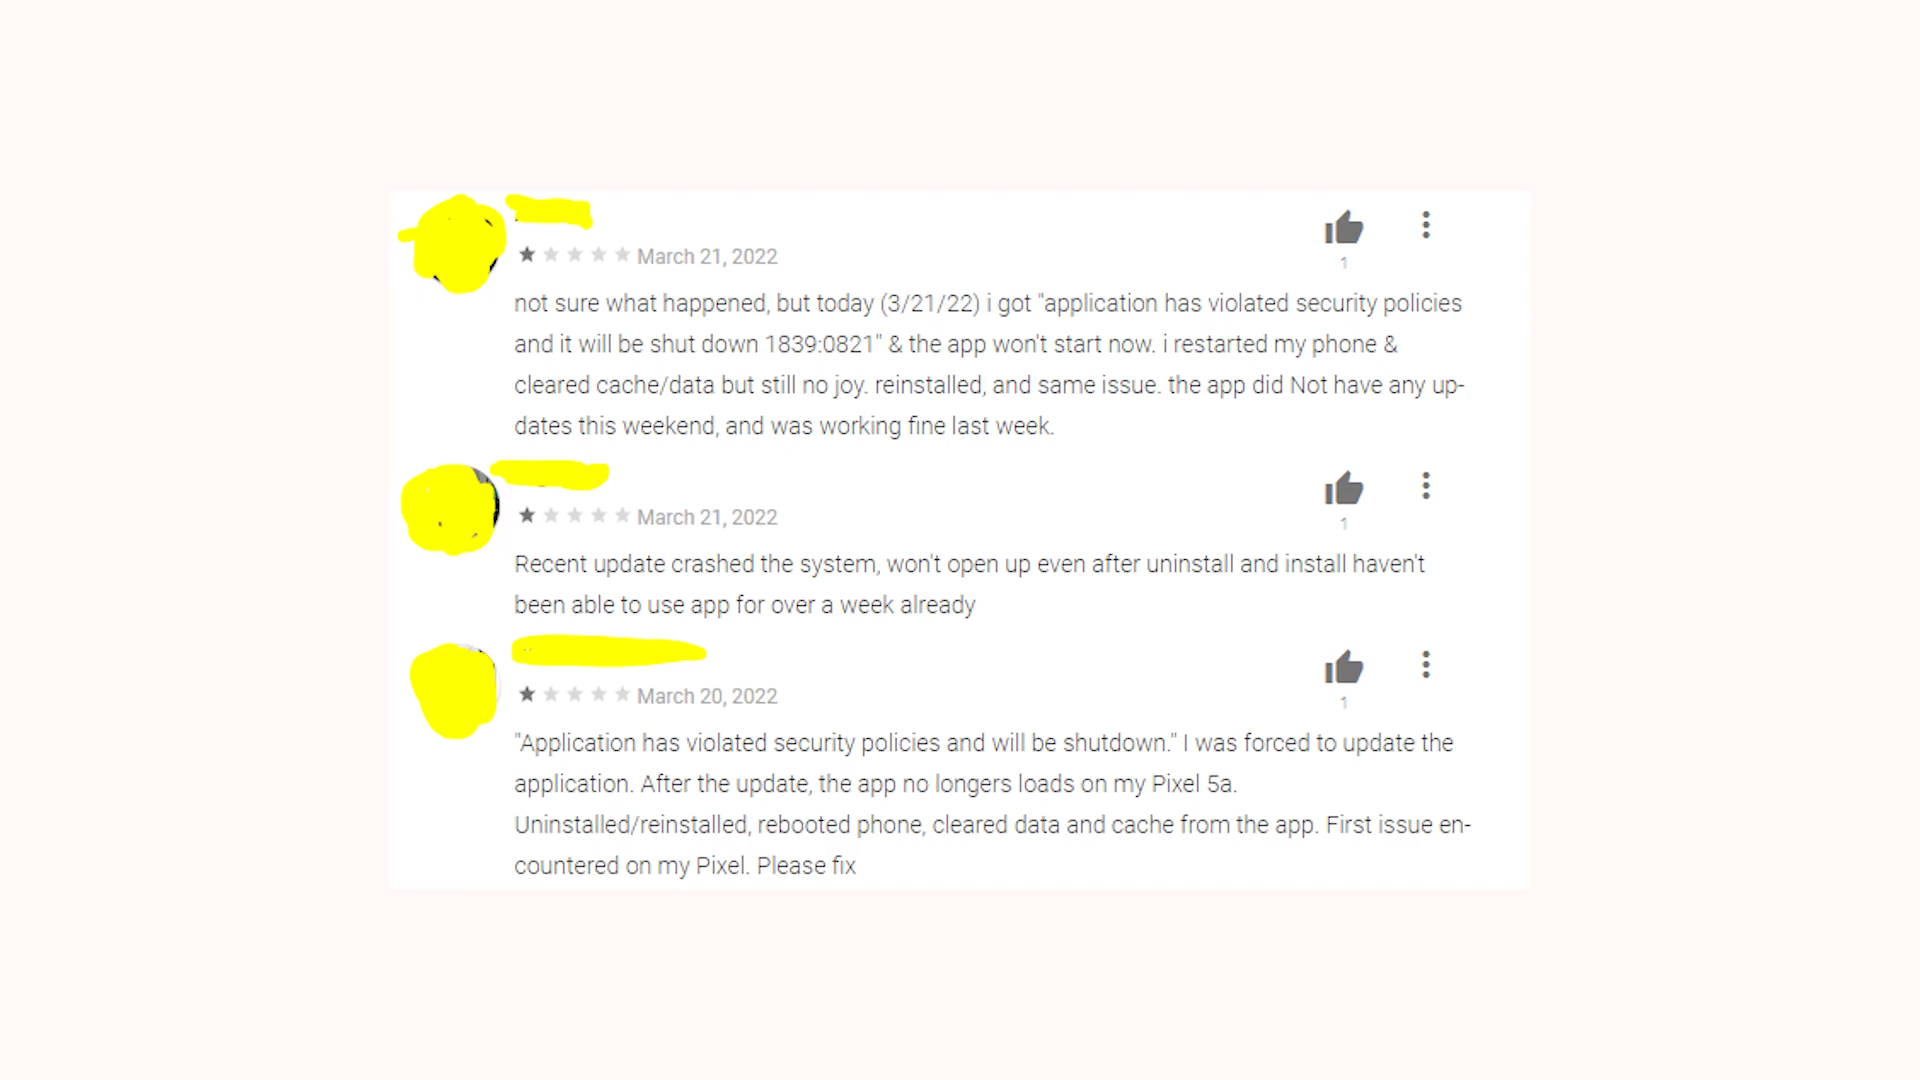 March 21, 2022
1
not sure what happened, but today (3/21/22) i got "application has violated security policies
and it will be shut down 1839:0821" & the app won't start now. i restarted my phone &
cleared cache/data but still no joy. reinstalled, and same issue. the app did Not have any up-
dates this weekend, and was working fine last week.
March 21, 2022
1
Recent update crashed the system, won't open up even after uninstall and install haven't
been able to use app for over a week already
March 20, 2022
1
"Application has violated security policies and will be shutdown." I was forced to update the
application. After the update, the app no longers loads on my Pixel 5a.
Uninstalled/reinstalled, rebooted phone, cleared data and cache from the app. First issue en-
countered on my Pixel. Please fix